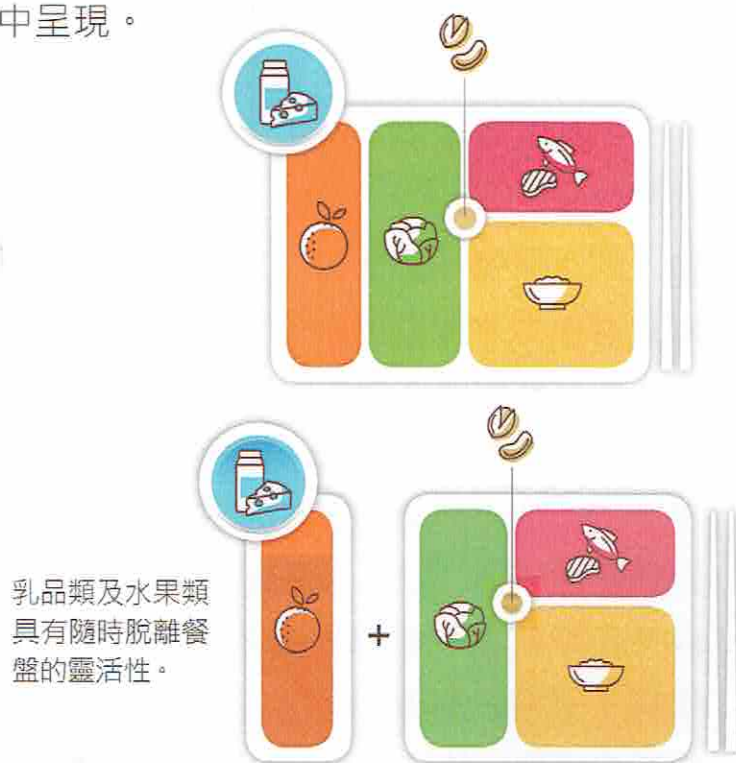 中呈現。
+
乳品類及水果類
具有隨時脫離餐
盤的靈活性。